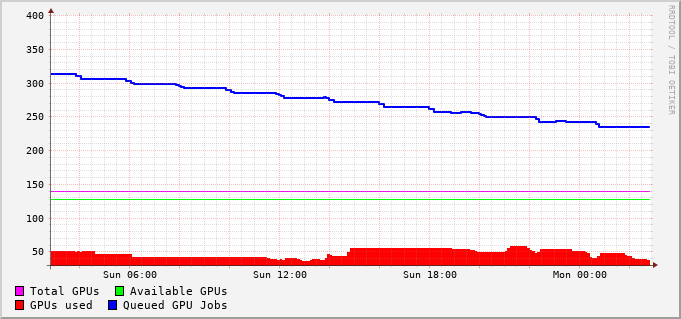 400
350
300
250
200
150
100
50
Sun 06:00 Sun 12:00 Sun 18:00 Mon 00:00
Total GPUs Available GPUs
GPUs used Queued GPU Jobs
RRDTOOL / TOBI OETIKER